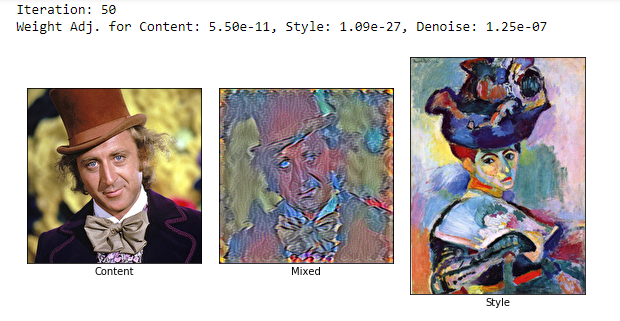 Iteration: 50
Weight Adj. for Content: 5.50e-11, Style: 1.09e-27, Denoise: 1.25e-07
Content
Mixed
Style